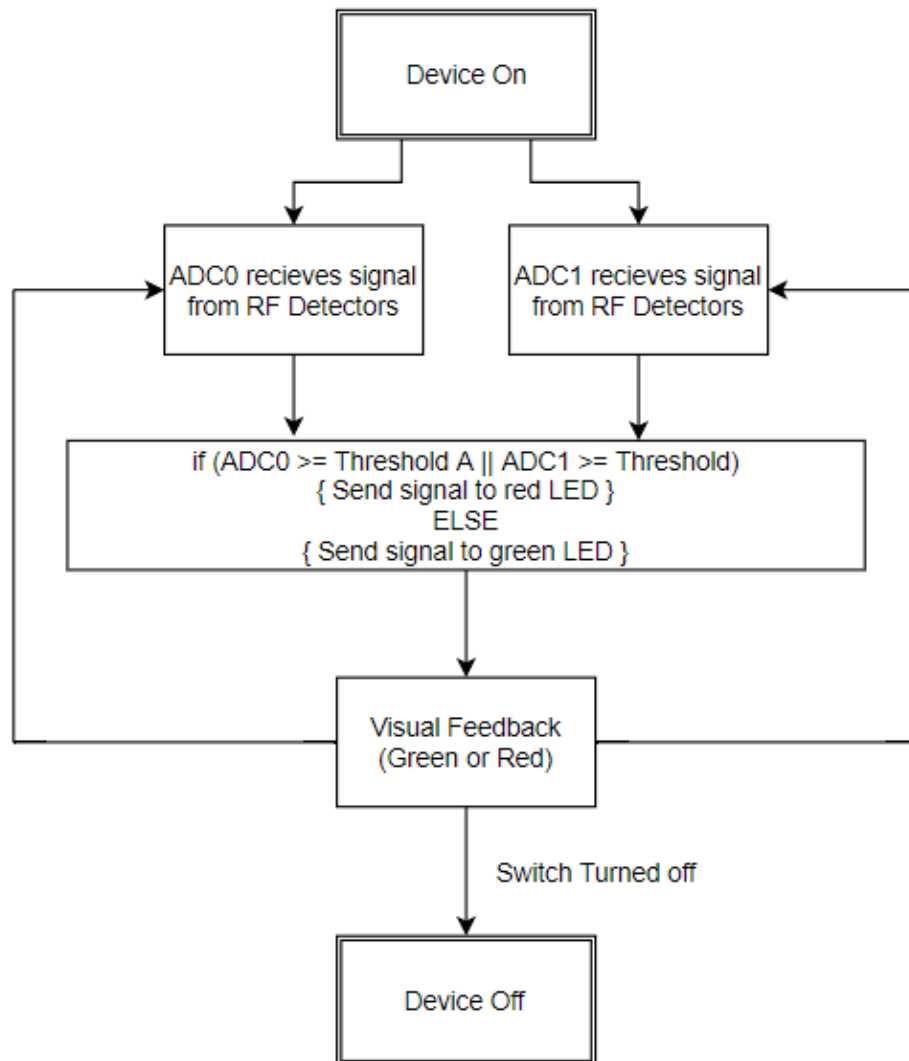 Device On
ADC0 recieves signal
from RF Detectors
ADC1 recieves signal
from RF Detectors
if (ADC0 >= Threshold A || ADC1 >= Threshold)
{ Send signal to red LED }
ELSE
{ Send signal to green LED }
Visual Feedback
(Green or Red)
Switch Turned off
Device Off